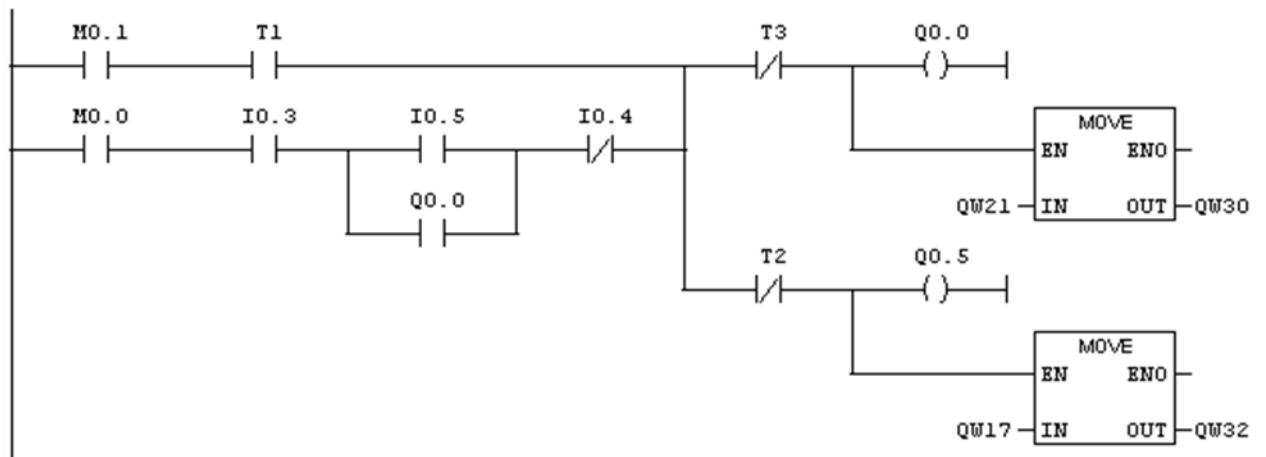 M0.1 T1 T3 Q0.0
M0.0 I0.3 I0.5 I0.4
MOVE
EN ENO
Q0.0
QW21 IN OUT QW30
T2 Q0.5
MOVE
EN ENO
QW17 IN OUT QW32